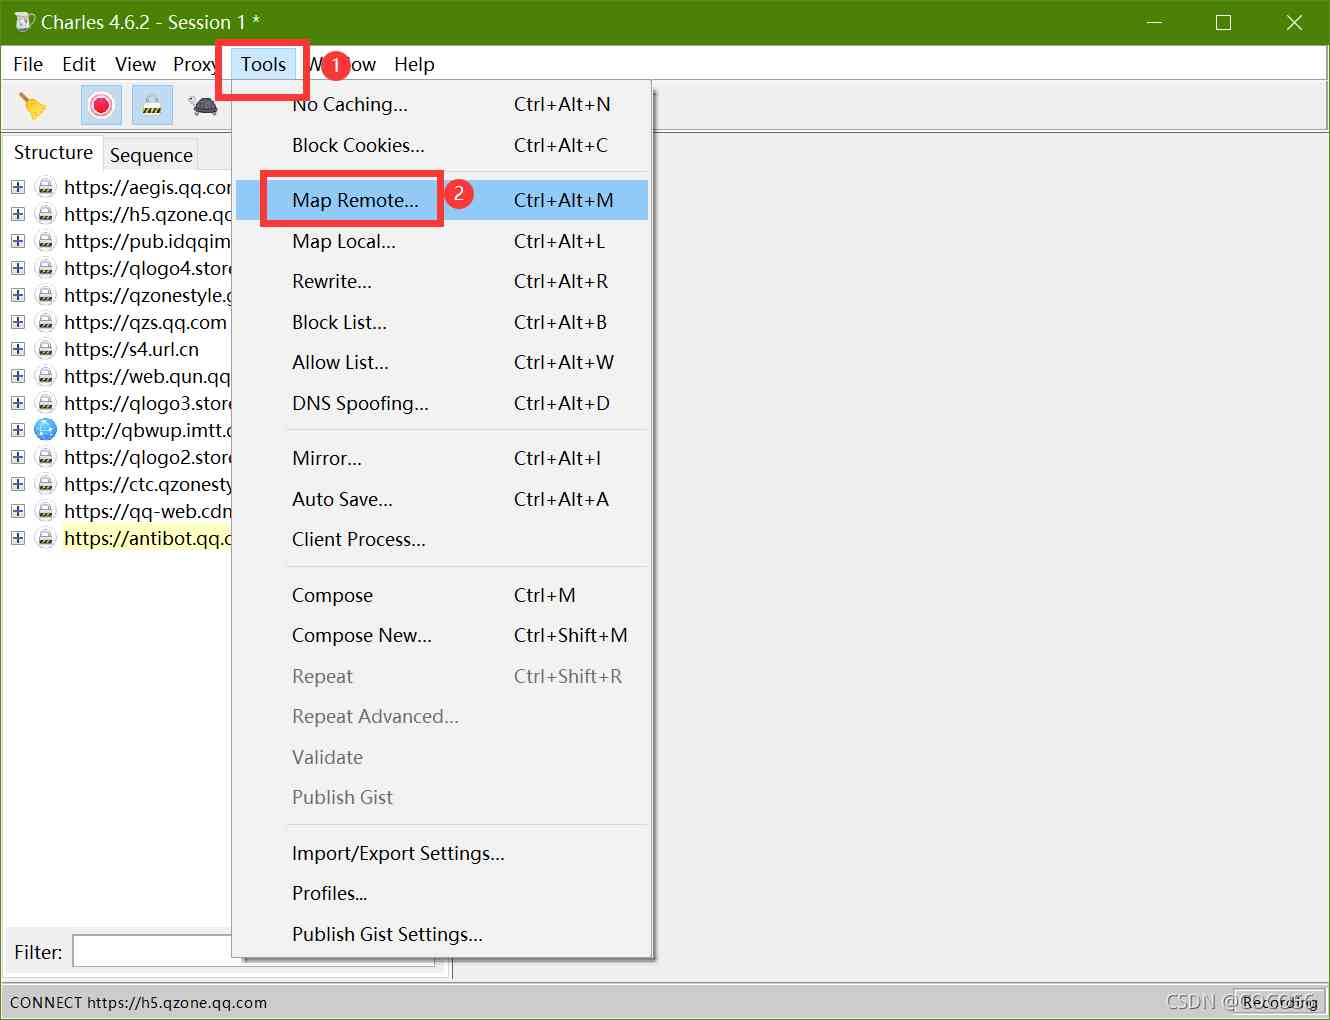 Charles 4.6.2 - Session 1 *
File Edit View Proxy Tools Window Help
1
Structure Sequence
https://aegis.qq.com
https://h5.qzone.qq
https://pub.idqqim
https://qlogo4.store
https://qzonestyle.g
https://qzs.qq.com
https://s4.url.cn
https://web.qun.qq
https://qlogo3.store
http://qbwup.imtt.c
https://qlogo2.store
https://ctc.qzonesty
https://qq-web.cdn
https://antibot.qq.c
No Caching... Ctrl+Alt+N
Block Cookies... Ctrl+Alt+C
Map Remote... 2 Ctrl+Alt+M
Map Local... Ctrl+Alt+L
Rewrite... Ctrl+Alt+R
Block List... Ctrl+Alt+B
Allow List... Ctrl+Alt+W
DNS Spoofing... Ctrl+Alt+D
Mirror... Ctrl+Alt+I
Auto Save... Ctrl+Alt+A
Client Process...
Compose Ctrl+M
Compose New... Ctrl+Shift+M
Repeat Ctrl+Shift+R
Repeat Advanced...
Validate
Publish Gist
Import/Export Settings...
Profiles...
Publish Gist Settings...
Filter:
CONNECT https://h5.qzone.qq.com
CSDN
Recording